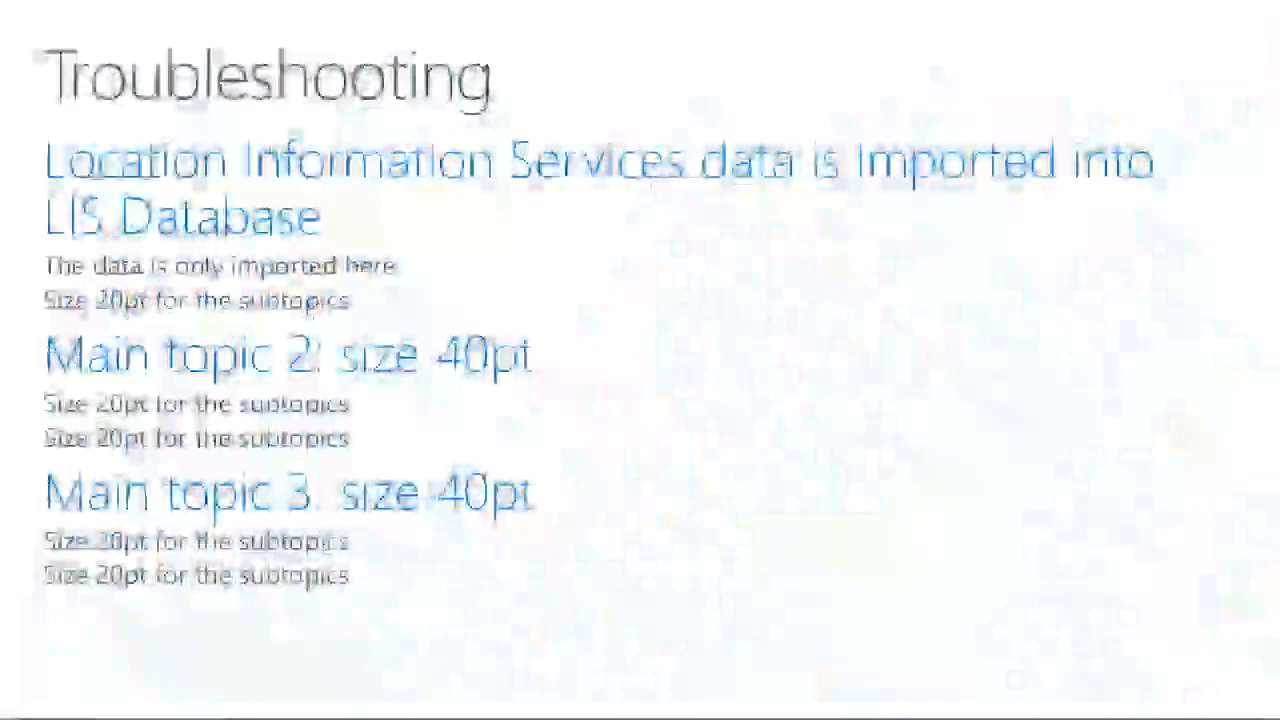 Troubleshooting
Location Information Services data is imported into
LIS Database
The data is only imported here
Size 20pt for the subtopics
Main topic 2: size 40pt
Size 20pt for the subtopics
Size 20pt for the subtopics
Main topic 3: size 40pt
Size 20pt for the subtopics
Size 20pt for the subtopics